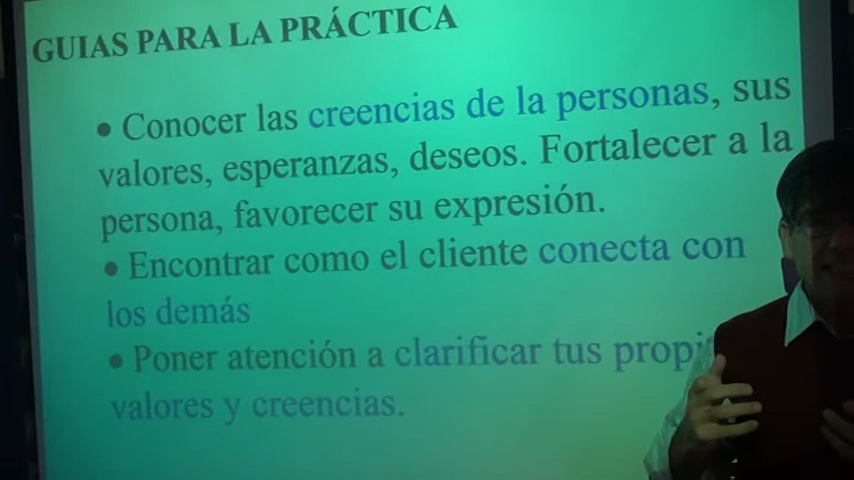 GUIAS PARA LA PRÁCTICA
• Conocer las creencias de la personas, sus
valores, esperanzas, deseos. Fortalecer a la
persona, favorecer su expresión.
• Encontrar como el cliente conecta con
los demás
• Poner atención a clarificar tus propi
valores y creencias.